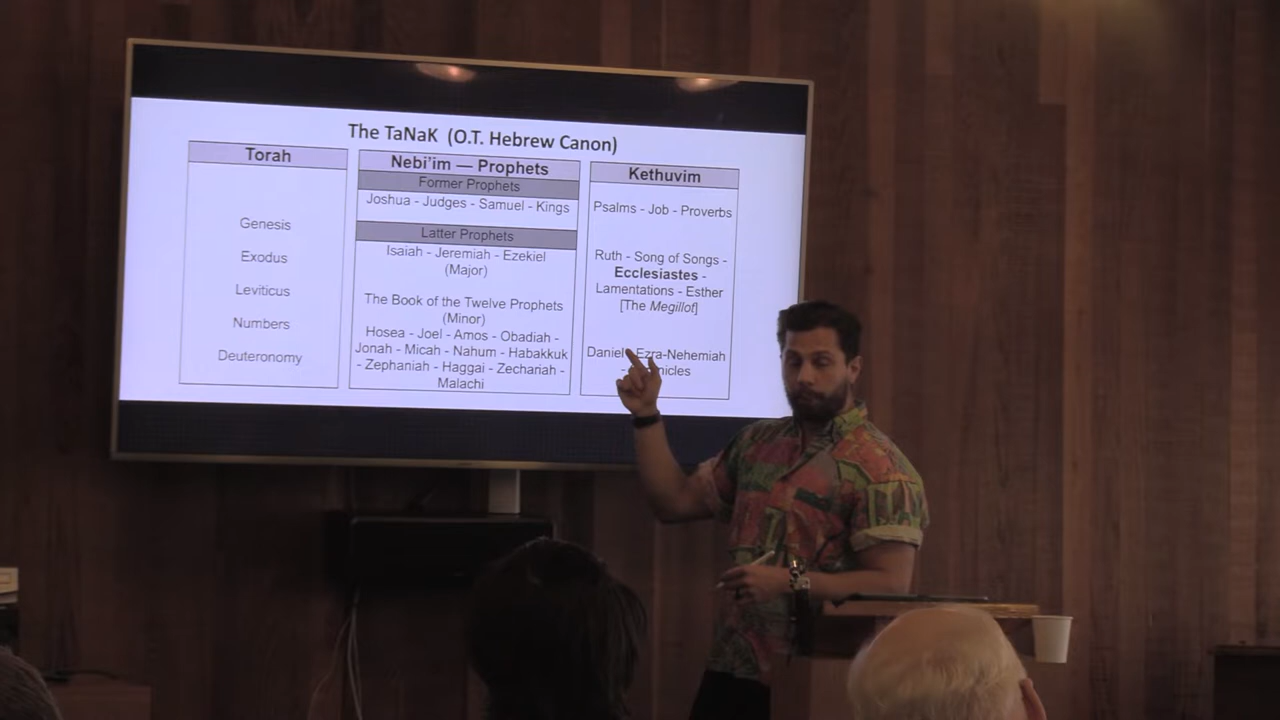 The TaNaK (O.T. Hebrew Canon)
Torah
Genesis
Exodus
Leviticus
Numbers
Deuteronomy
Nebi'im — Prophets
Former Prophets
Joshua - Judges - Samuel - Kings
Latter Prophets
Isaiah - Jeremiah - Ezekiel
(Major)
The Book of the Twelve Prophets
(Minor)
Hosea - Joel - Amos - Obadiah -
Jonah - Micah - Nahum - Habakkuk
- Zephaniah - Haggai - Zechariah -
Malachi
Kethuvim
Psalms - Job - Proverbs
Ruth - Song of Songs -
Ecclesiastes -
Lamentations - Esther
[The Megillot]
Daniel - Ezra-Nehemiah